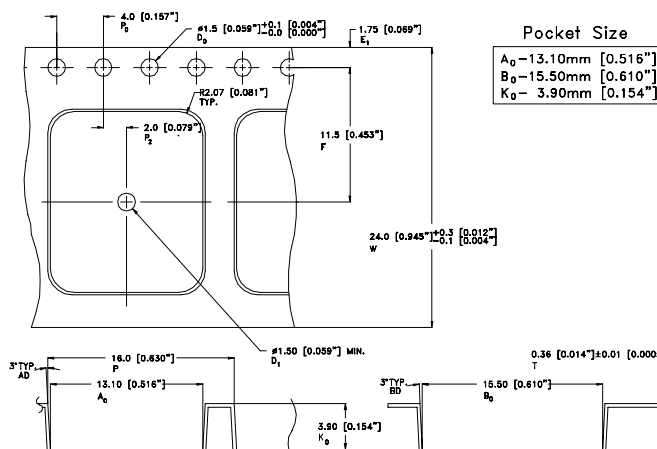 4.0 [0.157"]
P₀
ø1.5 [0.059"]+0.1 [0.004"]
-0.0 [0.000"]
D₀
1.75 [0.069"]
E₁
Pocket Size
A₀-13.10mm [0.516"]
B₀-15.50mm [0.610"]
K₀- 3.90mm [0.154"]
R2.07 [0.081"]
TYP.
2.0 [0.079"]
P₂
11.5 [0.453"]
F
24.0 [0.945"]+0.3 [0.012"]
-0.1 [0.004"]
W
ø1.50 [0.059"] MIN.
D₁
3°TYP.
AD
16.0 [0.630"]
P
13.10 [0.516"]
A₀
3.90 [0.154"]
K₀
3°TYP.
BD
15.50 [0.610"]
B₀
0.36 [0.014"]±0.01 [0.000
T